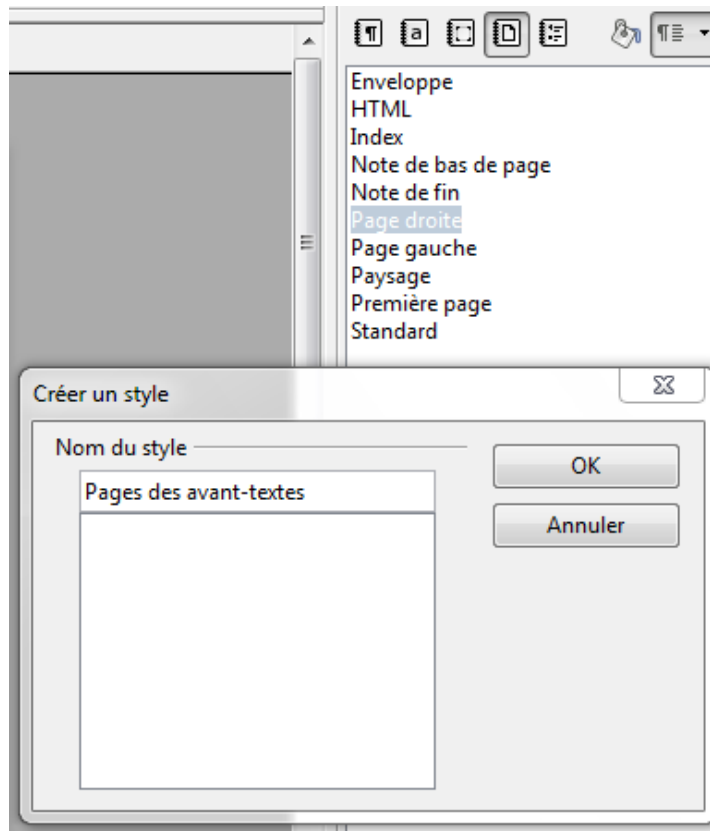 Enveloppe
HTML
Index
Note de bas de page
Note de fin
Page droite
Page gauche
Paysage
Première page
Standard
Créer un style
Nom du style
OK
Pages des avant-textes
Annuler